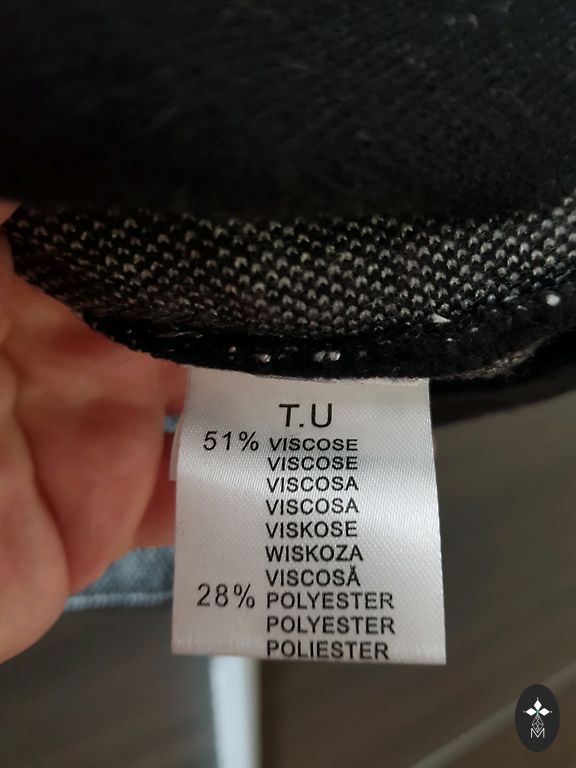 T.U
51% VISCOSE
VISCOSE
VISCOSA
VISCOSA
VISKOSE
WISKOZA
VISCOSĂ
28% POLYESTER
POLYESTER
POLIESTER
M